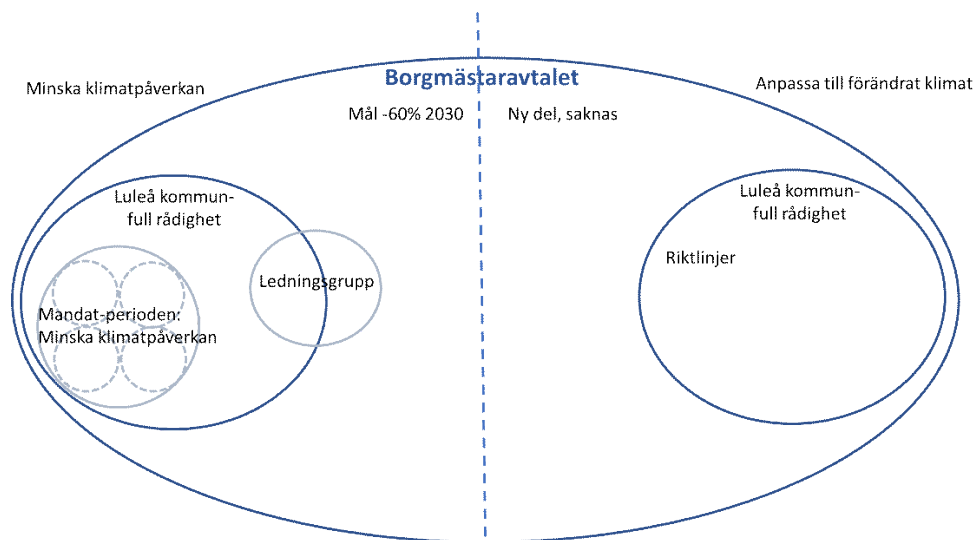 Borgmästaravtalet
Minska klimatpåverkan
Anpassa till förändrat klimat
Mål -60% 2030
Ny del, saknas
Luleå kommun-
full rådighet
Ledningsgrupp
Mandat-perioden:
Minska klimatpåverkan
Luleå kommun-
full rådighet
Riktlinjer